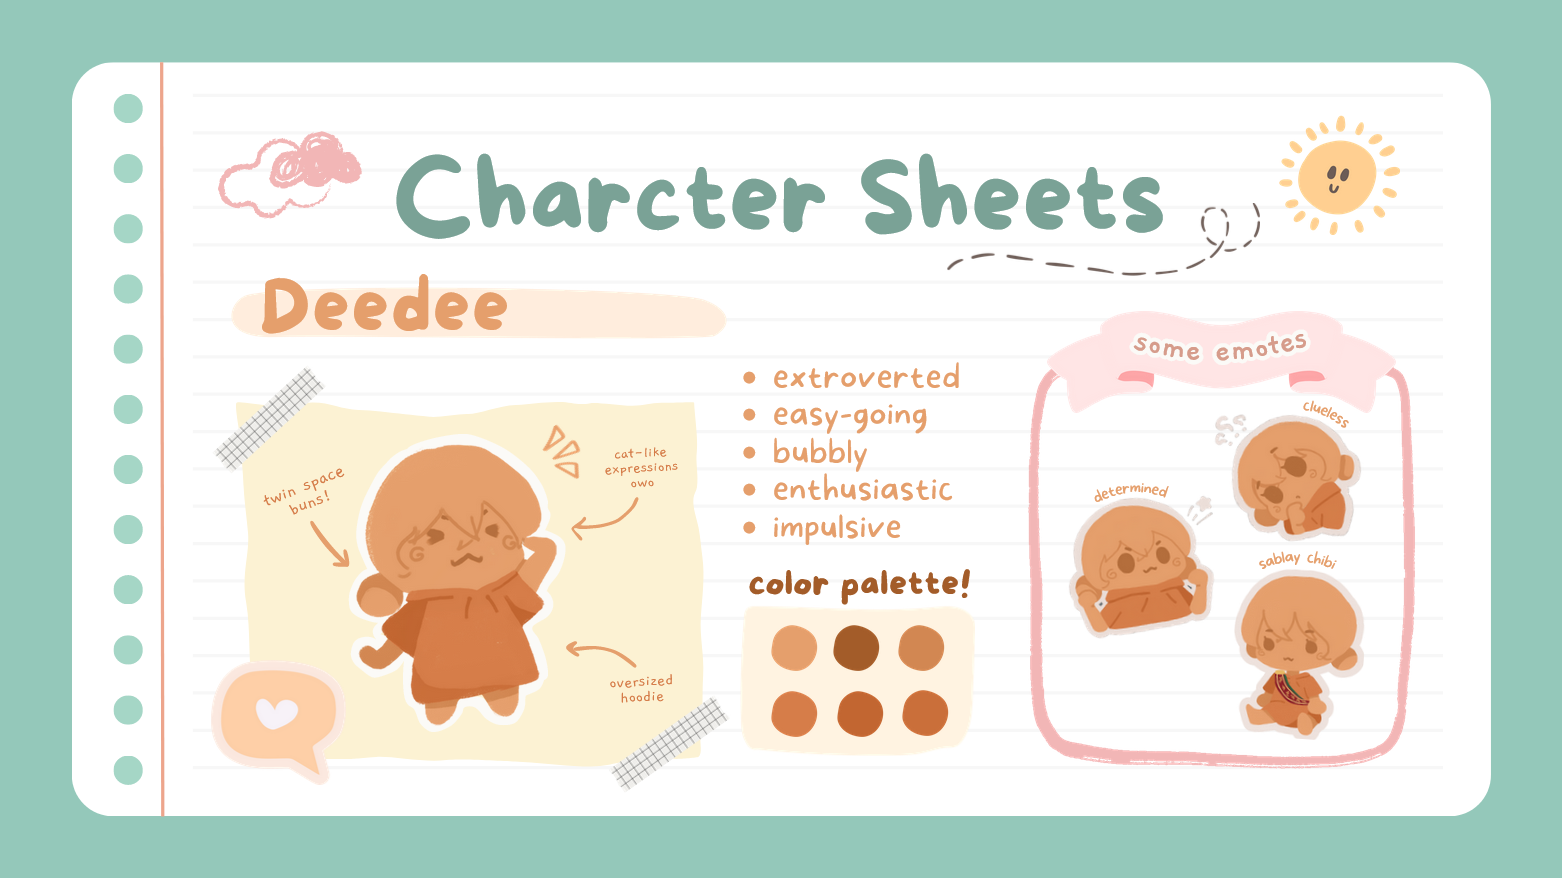 Charcter Sheets
Deedee
twin space
buns!
cat-like
expressions
owo
oversized
hoodie
extroverted
easy-going
bubbly
enthusiastic
impulsive
color palette!
some emotes
clueless
determined
sablay chibi